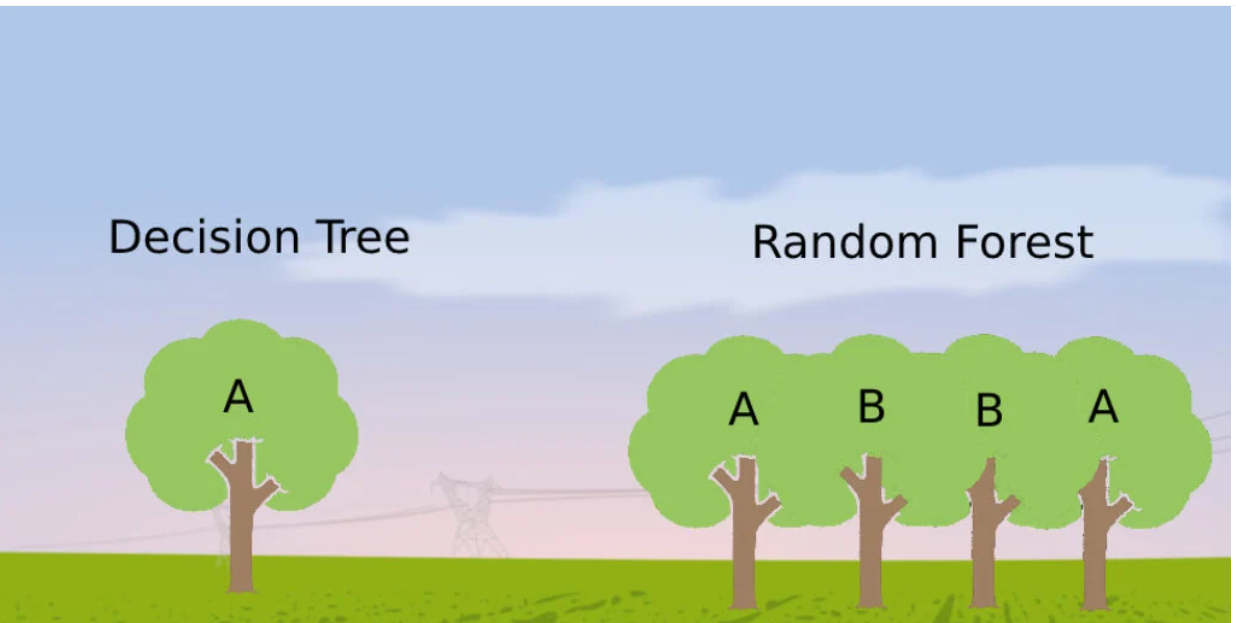 Decision Tree
Random Forest
A
A B B A